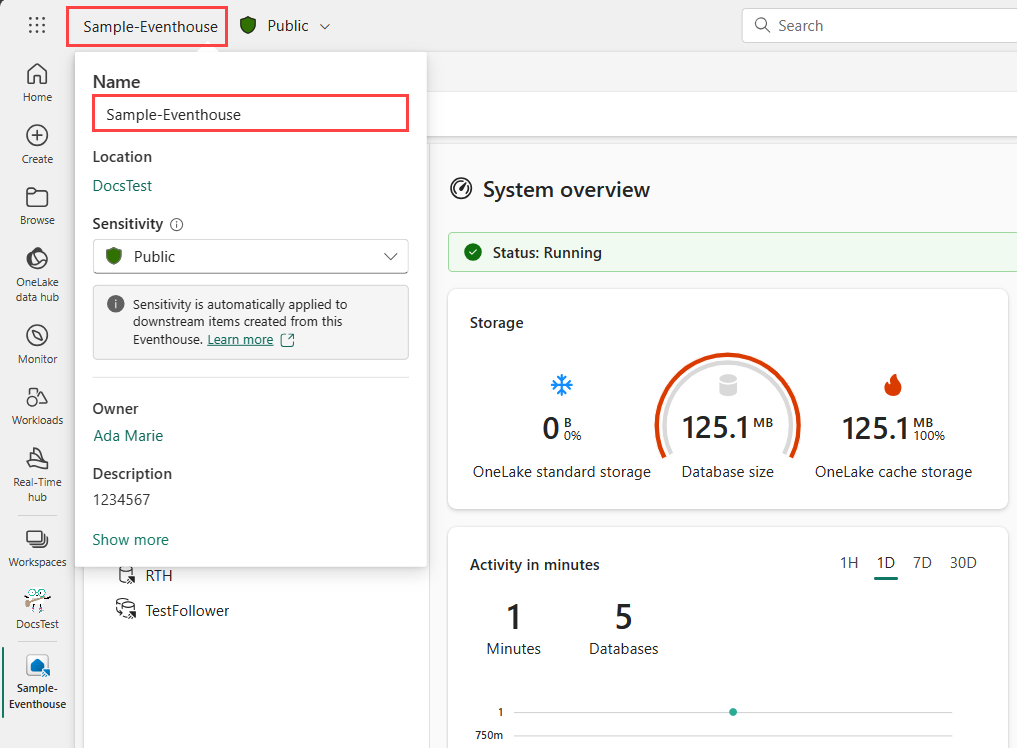 Sample-Eventhouse
Public
Search
Home
Create
Browse
OneLake
data hub
Monitor
Workloads
Real-Time
hub
Workspaces
DocsTest
Sample-
Eventhouse
Name
Sample-Eventhouse
Location
DocsTest
Sensitivity
Public
Sensitivity is automatically applied to
downstream items created from this
Eventhouse. Learn more
Owner
Ada Marie
Description
1234567
Show more
RTH
TestFollower
System overview
Status: Running
Storage
0 B 0%
OneLake standard storage
125.1 MB
Database size
125.1 MB 100%
OneLake cache storage
Activity in minutes
1H 1D 7D 30D
1
Minutes
5
Databases
1
750m